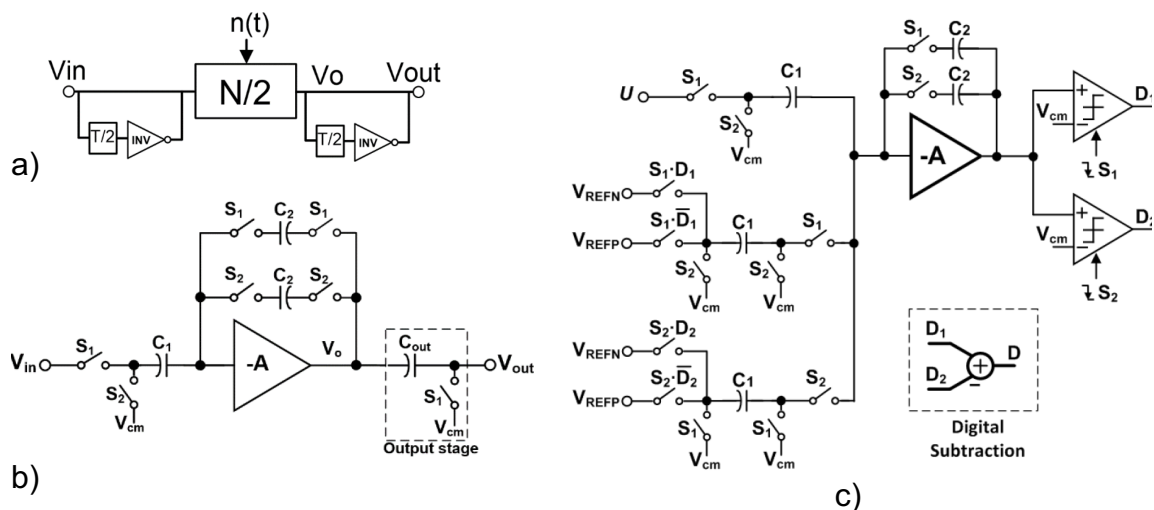 a)
n(t)
Vin
N/2
Vo
Vout
T/2
INV
T/2
INV
b)
S₁
C₂
S₁
S₂
C₂
S₂
Vin
S₁
C₁
S₂
Vcm
-A
Vo
Cout
S₁
Vcm
Vout
Output stage
c)
S₁
C₂
S₂
C₂
U
S₁
C₁
S₂
Vcm
-A
Vcm
+
−
D₁
S₁
Vcm
+
−
D₂
S₂
VREFN
S₁·D₁
VREFP
S₁·D̅₁
C₁
S₁
S₂
Vcm
S₂
Vcm
VREFN
S₂·D₂
VREFP
S₂·D̅₂
C₁
S₂
S₁
Vcm
S₁
Vcm
D₁
D₂
+
−
D
Digital
Subtraction